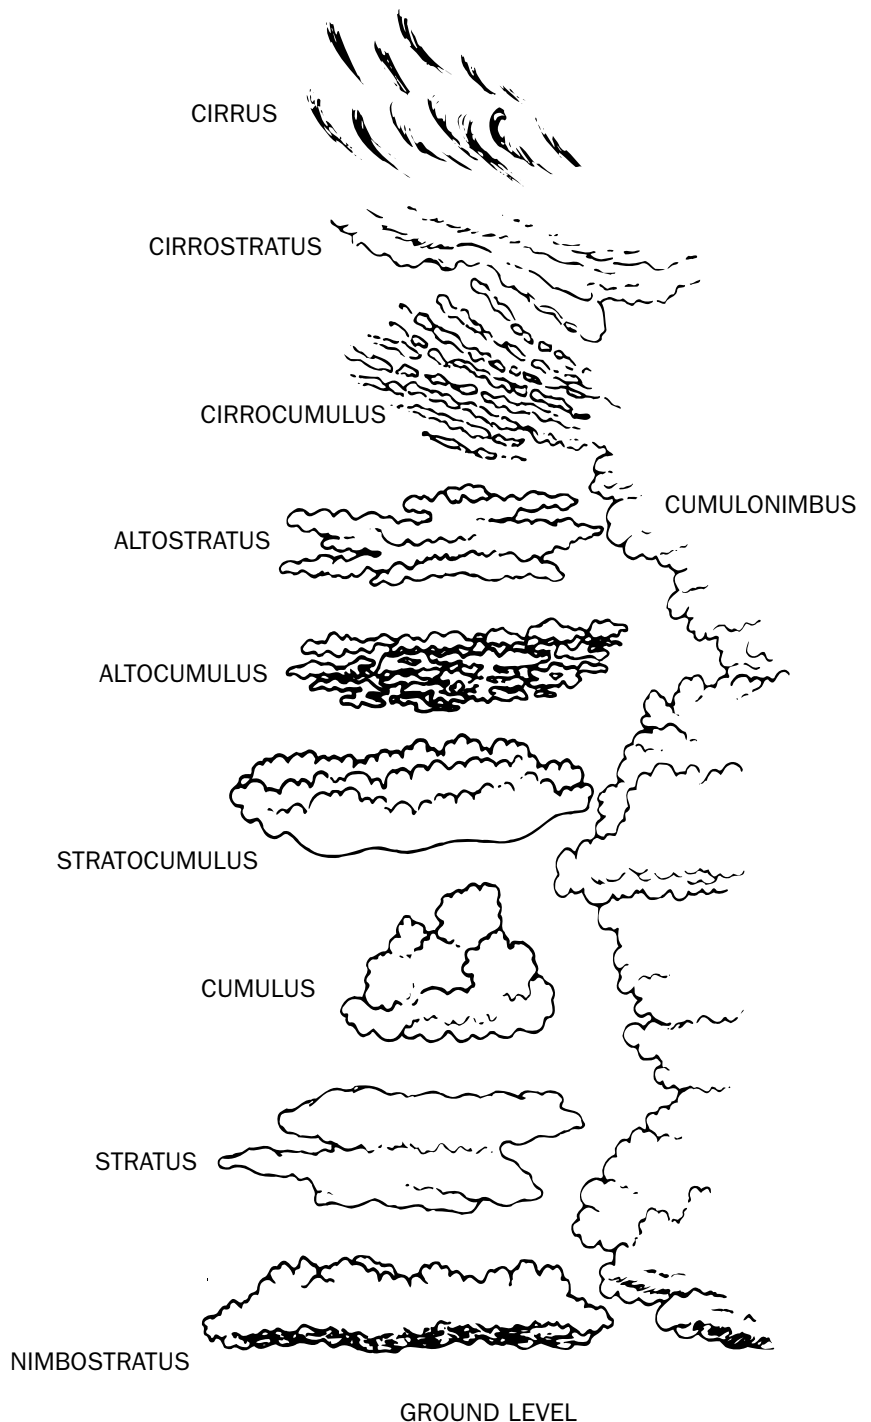 CIRRUS
CIRROSTRATUS
CIRROCUMULUS
CUMULONIMBUS
ALTOSTRATUS
ALTOCUMULUS
STRATOCUMULUS
CUMULUS
STRATUS
NIMBOSTRATUS
GROUND LEVEL